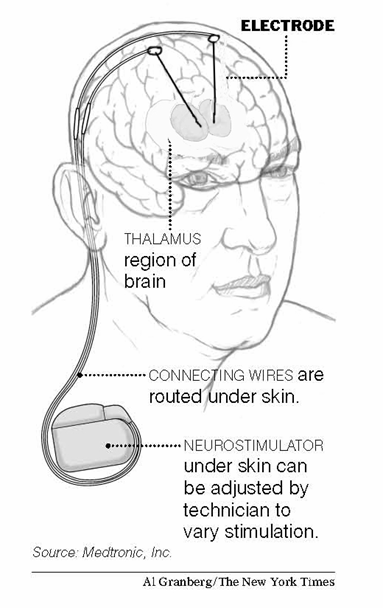 ELECTRODE
THALAMUS
region of
brain
CONNECTING WIRES are
routed under skin.
NEUROSTIMULATOR
under skin can
be adjusted by
technician to
vary stimulation.
Source: Medtronic, Inc.
Al Granberg/The New York Times